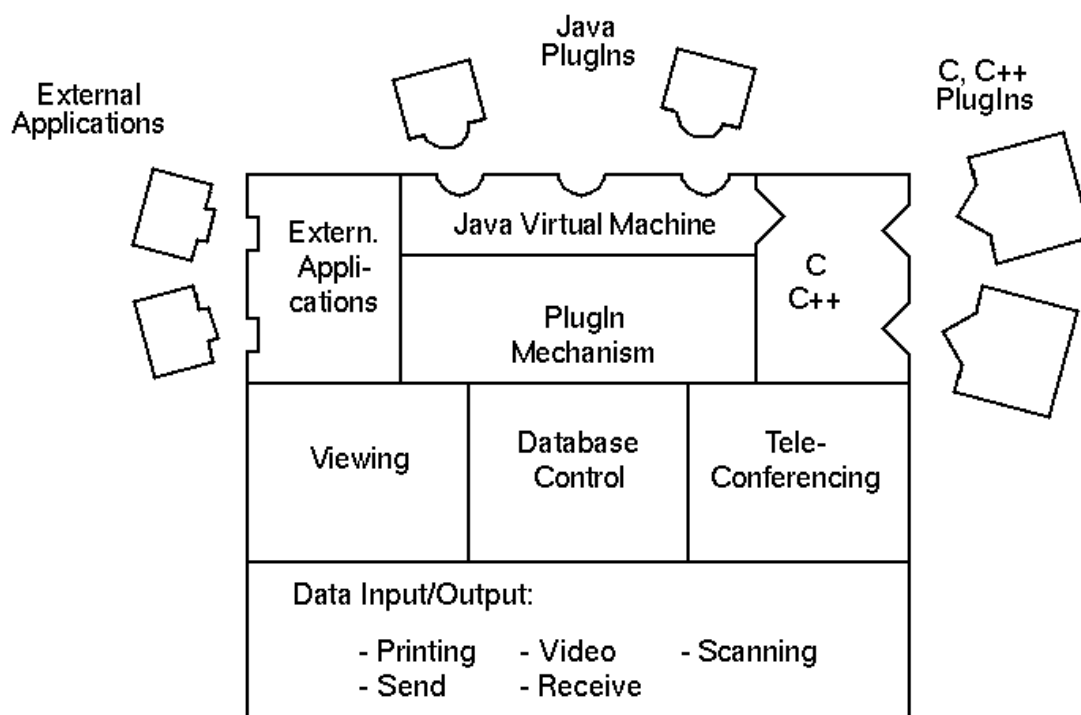 Java
PlugIns
External
Applications
C, C++
PlugIns
Extern.
Appli-
cations
Java Virtual Machine
C
C++
PlugIn
Mechanism
Viewing
Database
Control
Tele-
Conferencing
Data Input/Output:
- Printing - Video - Scanning
- Send - Receive